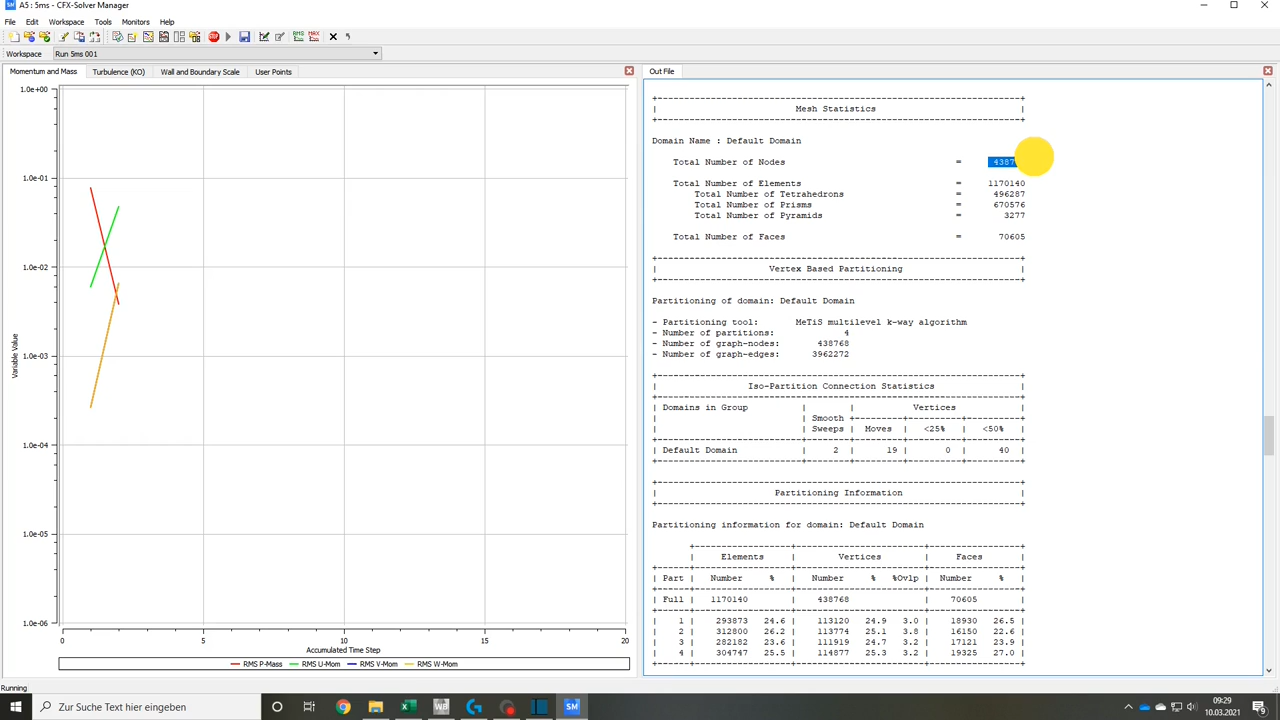 A5 : 5ms - CFX-Solver Manager
File Edit Workspace Tools Monitors Help
Workspace Run 5ms 001
Momentum and Mass Turbulence (KO) Wall and Boundary Scale User Points
Out File
1.0e+00
1.0e-01
1.0e-02
1.0e-03
1.0e-04
1.0e-05
1.0e-06
Variable Value
0 5 10 15 20
Accumulated Time Step
RMS P-Mass RMS U-Mom RMS V-Mom RMS W-Mom
Mesh Statistics
Domain Name : Default Domain
Total Number of Nodes =
Total Number of Elements = 1170140
Total Number of Tetrahedrons = 496287
Total Number of Prisms = 670576
Total Number of Pyramids = 3277
Total Number of Faces = 70605
Vertex Based Partitioning
Partitioning of domain: Default Domain
- Partitioning tool: MeTiS multilevel k-way algorithm
- Number of partitions: 4
- Number of graph-nodes: 438768
- Number of graph-edges: 3962272
Iso-Partition Connection Statistics
Domains in Group | | Vertices
| Smooth
| Sweeps | Moves | <25% | <50%
Default Domain | 2 | 19 | 0 | 40
Partitioning Information
Partitioning information for domain: Default Domain
| Elements | Vertices | Faces |
| Part | Number % | Number % %Ovlp | Number % |
| Full | 1170140 | 438768 | 70605 |
| 1 | 293873 24.6 | 113120 24.9 3.0 | 18930 26.5 |
| 2 | 312800 26.2 | 113774 25.1 3.8 | 16150 22.6 |
| 3 | 282182 23.6 | 111919 24.7 3.2 | 17121 23.9 |
| 4 | 304747 25.5 | 114877 25.3 3.2 | 19325 27.0 |
Running
Zur Suche Text hier eingeben
09:29
10.03.2021